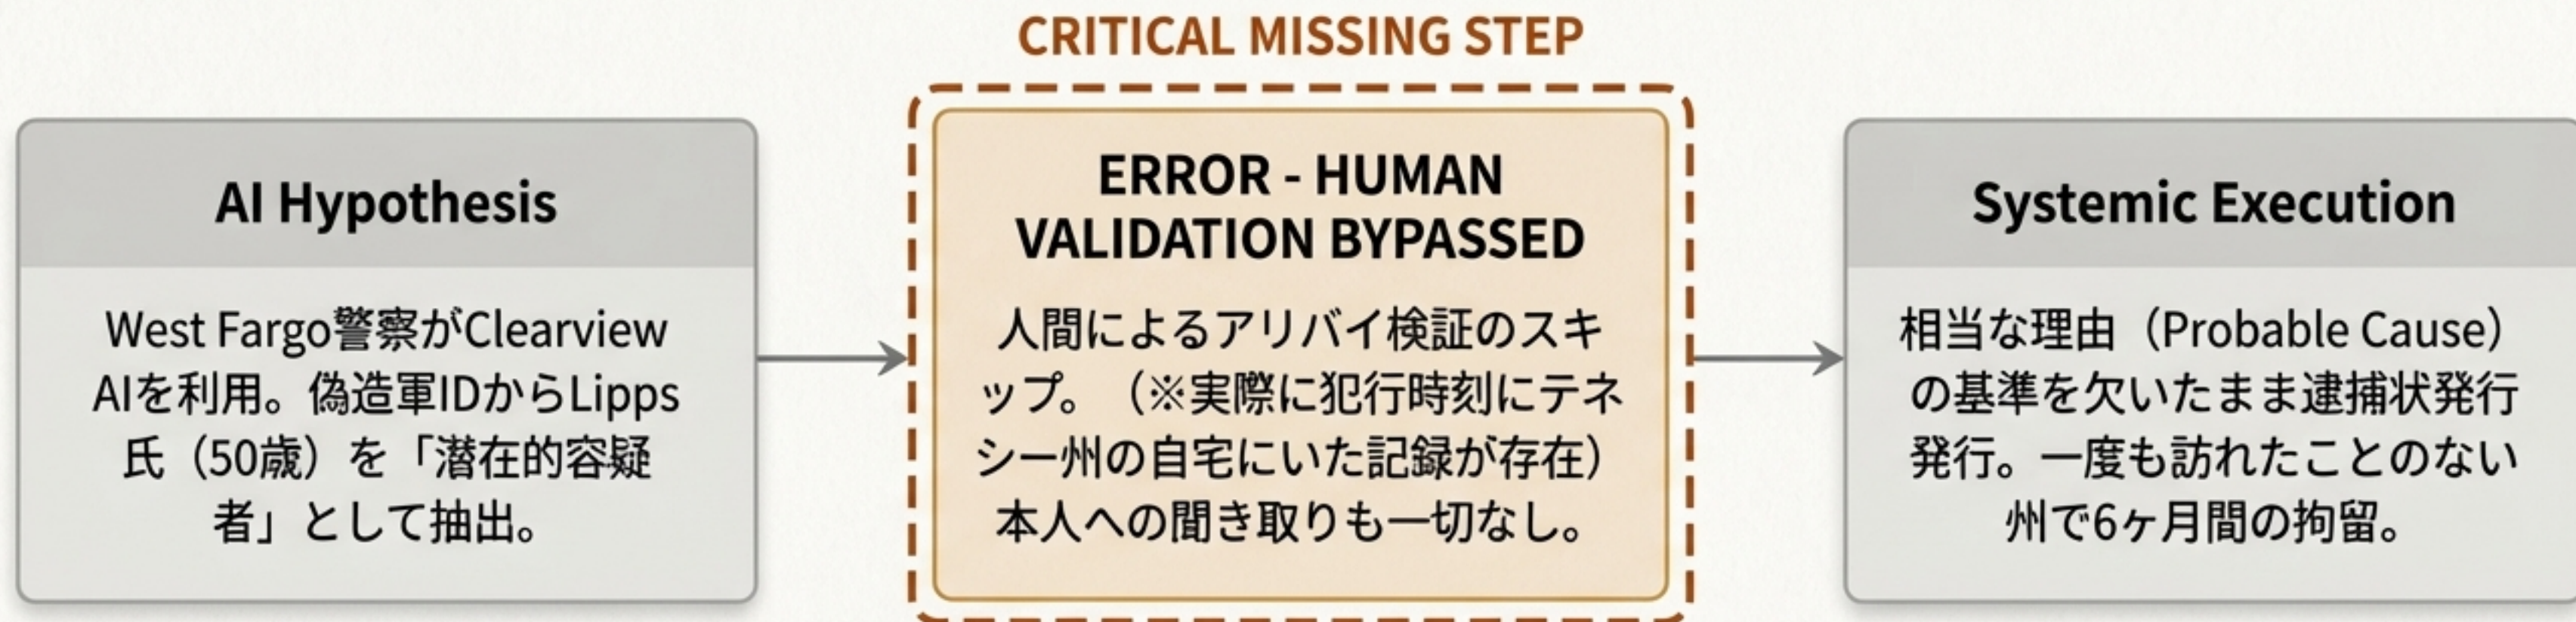 CRITICAL MISSING STEP
AI Hypothesis
West Fargo警察がClearview
AIを利用。偽造軍IDからLipps
氏（50歳）を「潜在的容疑
者」として抽出。
ERROR - HUMAN
VALIDATION BYPASSED
人間によるアリバイ検証のスキ
ップ。（※実際に犯行時刻にテネ
シー州の自宅にいた記録が存在）
本人への聞き取りも一切なし。
Systemic Execution
相当な理由（Probable Cause）
の基準を欠いたまま逮捕状発行
発行。一度も訪れたことのない
州で6ヶ月間の拘留。